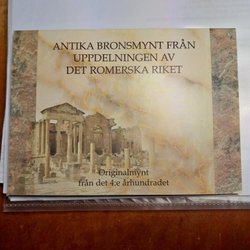 ANTIKA BRONSMYNT FRÅN
UPPDELNINGEN AV
DET ROMERSKA RIKET
Originalmynt
från det 4:e århundradet